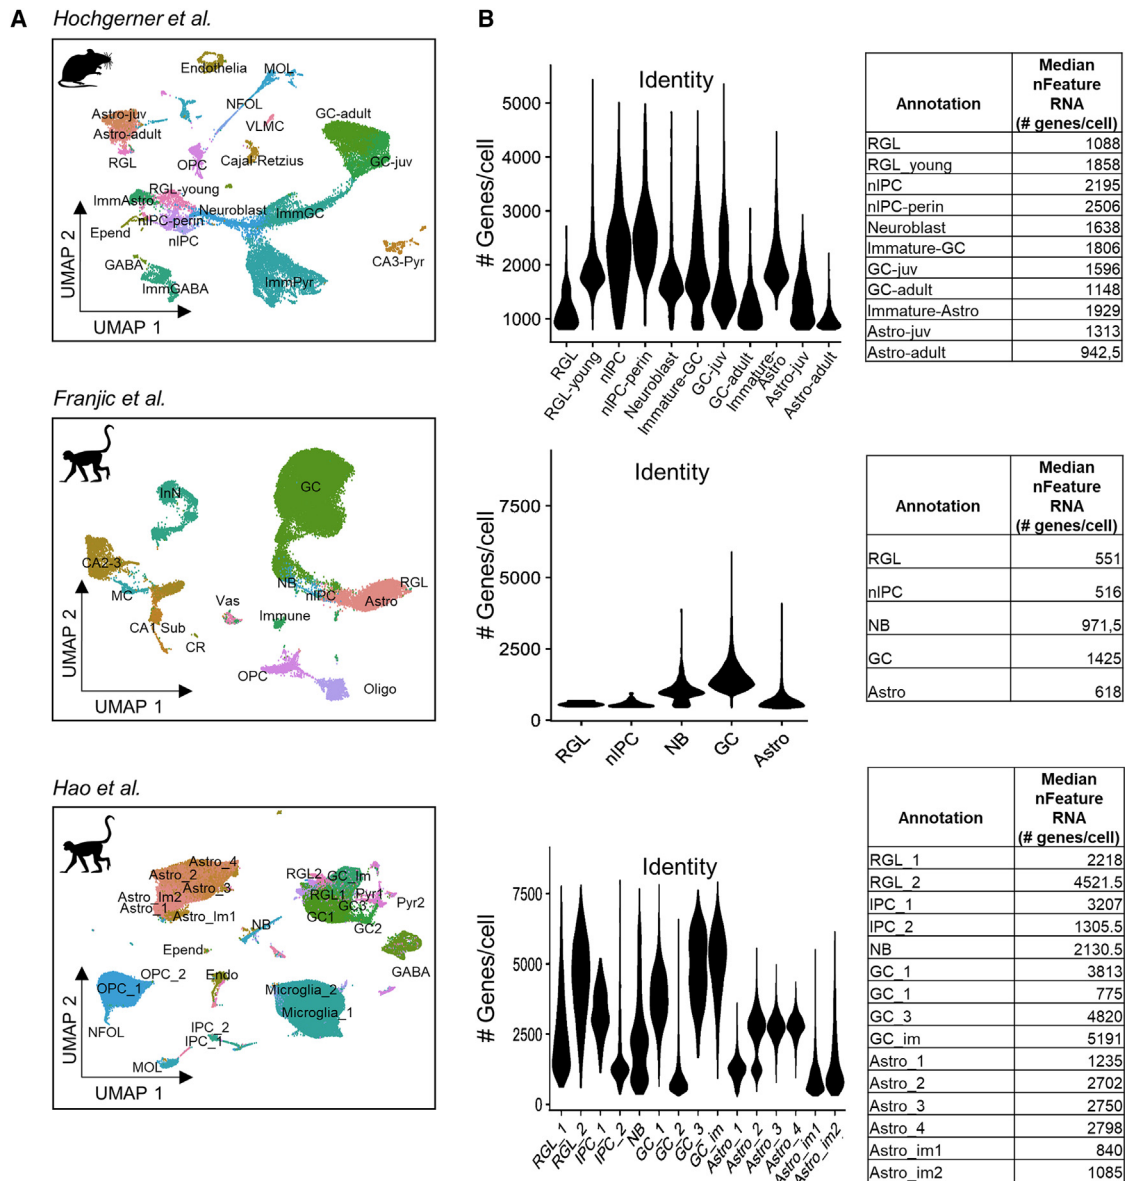 A
Hochgerner et al.
Endothelia
MOL
NFOL
Astro-juv
Astro-adult
VLMC
GC-adult
RGL
OPC
Cajal-Retzius
GC-juv
RGL-young
ImmAstro
Neuroblast
ImmGC
nIPC-perin
Epend
nIPC
GABA
CA3-Pyr
ImmGABA
ImmPyr
UMAP 2
UMAP 1
B
Identity
# Genes/cell
5000
4000
3000
2000
1000
RGL
RGL-young
nIPC
nIPC-perin
Neuroblast
Immature-GC
GC-juv
GC-adult
Immature-
Astro
Astro-juv
Astro-adult
Annotation Median nFeature RNA (# genes/cell)
RGL 1088
RGL_young 1858
nIPC 2195
nIPC-perin 2506
Neuroblast 1638
Immature-GC 1806
GC-juv 1596
GC-adult 1148
Immature-Astro 1929
Astro-juv 1313
Astro-adult 942,5
Franjic et al.
InN
GC
CA2-3
NB
RGL
MC
nIPC
Astro
Vas
Immune
CA1 Sub
CR
OPC
Oligo
UMAP 2
UMAP 1
Identity
# Genes/cell
7500
5000
2500
0
RGL
nIPC
NB
GC
Astro
Annotation Median nFeature RNA (# genes/cell)
RGL 551
nIPC 516
NB 971,5
GC 1425
Astro 618
Hao et al.
Astro_4
Astro_2
Astro_3
Astro_Im2
Astro_1
Astro_Im1
RGL2
GC_Im
RGL1
Pyr1
GC3
Pyr2
GC1
GC2
NB
Epend
GABA
OPC_2
Endo
OPC_1
Microglia_2
Microglia_1
NFOL
IPC_2
IPC_1
MOL
UMAP 2
UMAP 1
Identity
# Genes/cell
7500
5000
2500
0
RGL_1
RGL_2
IPC_1
IPC_2
NB
GC_1
GC_2
GC_3
GC_im
Astro_1
Astro_2
Astro_3
Astro_4
Astro_im1
Astro_im2
Annotation Median nFeature RNA (# genes/cell)
RGL_1 2218
RGL_2 4521.5
IPC_1 3207
IPC_2 1305.5
NB 2130.5
GC_1 3813
GC_1 775
GC_3 4820
GC_im 5191
Astro_1 1235
Astro_2 2702
Astro_3 2750
Astro_4 2798
Astro_im1 840
Astro_im2 1085